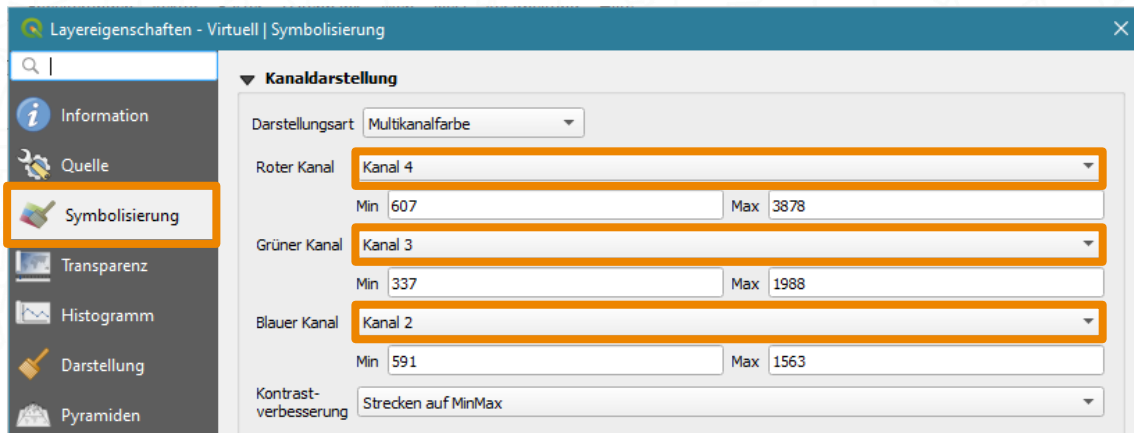 Layereigenschaften - Virtuell | Symbolisierung
Kanaldarstellung
Information
Darstellungsart Multikanalfarbe
Quelle
Roter Kanal Kanal 4
Symbolisierung
Min 607 Max 3878
Grüner Kanal Kanal 3
Transparenz
Min 337 Max 1988
Histogramm
Blauer Kanal Kanal 2
Darstellung
Min 591 Max 1563
Kontrast-
verbesserung Strecken auf MinMax
Pyramiden